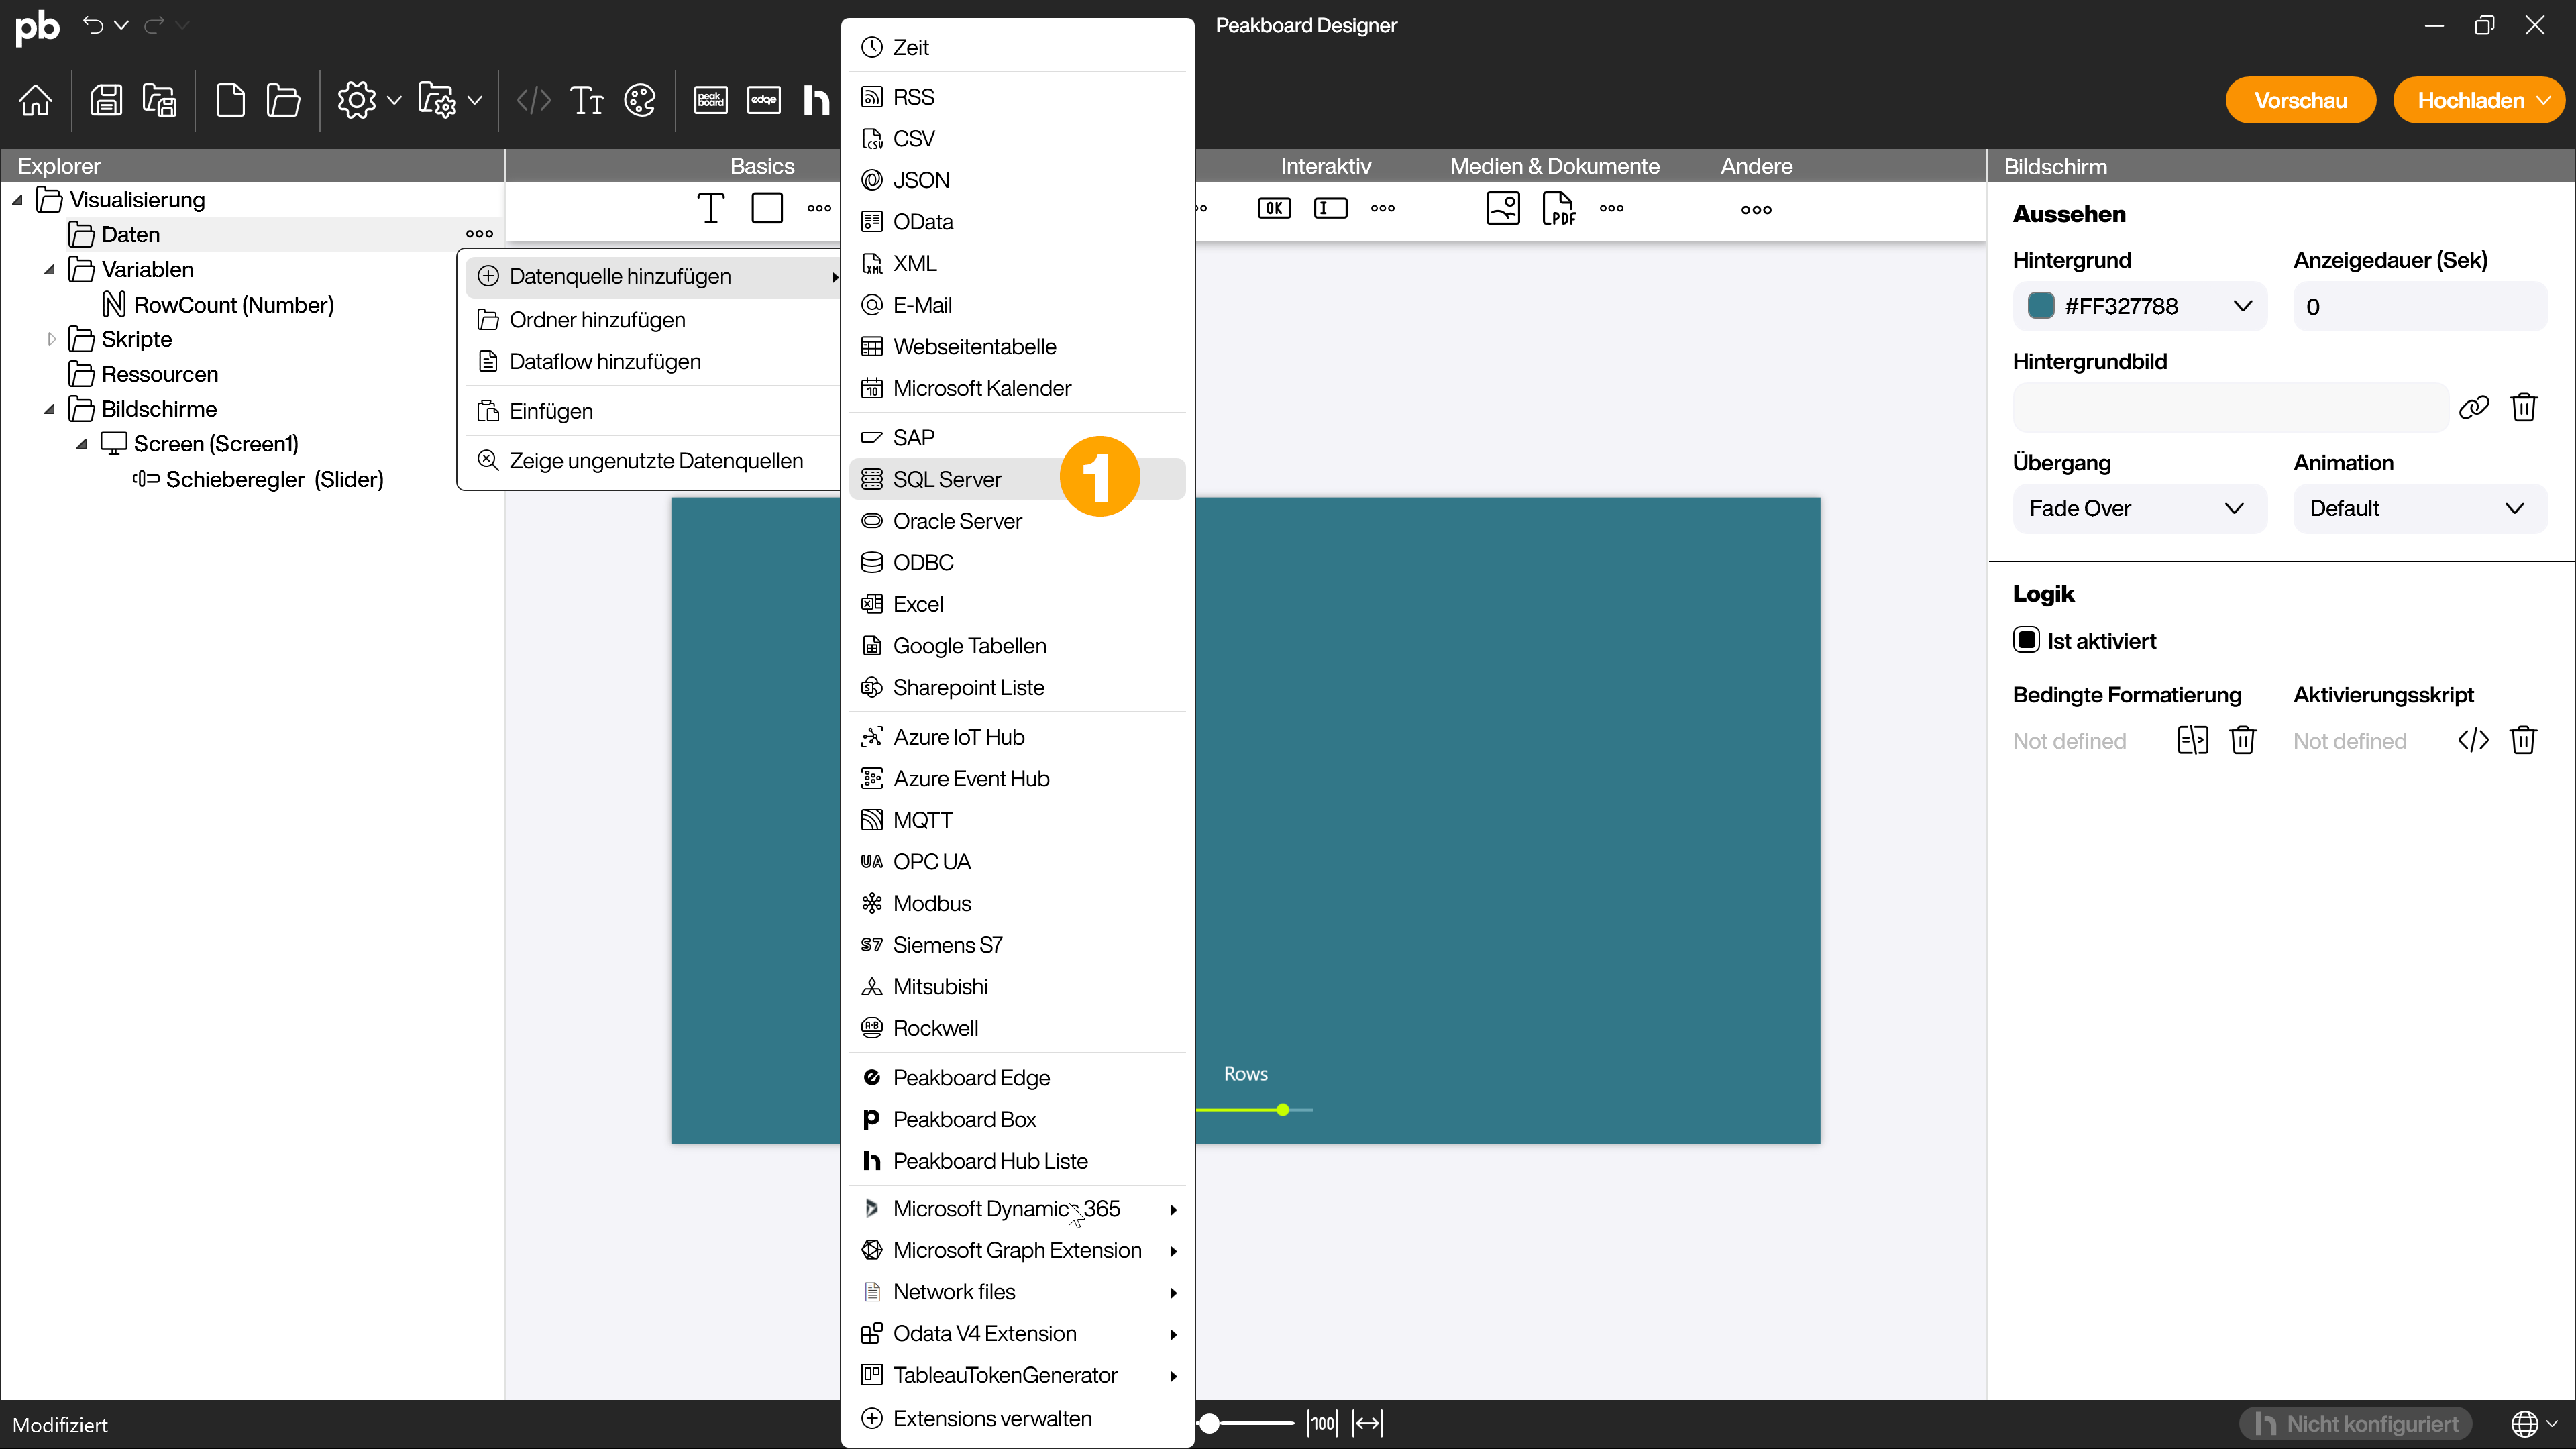 pb
Peakboard Designer
peak
board
edge
h
Vorschau
Hochladen
Explorer
Visualisierung
Daten
Variablen
RowCount (Number)
Skripte
Ressourcen
Bildschirme
Screen (Screen1)
Schieberegler (Slider)
Datenquelle hinzufügen
Ordner hinzufügen
Dataflow hinzufügen
Einfügen
Zeige ungenutzte Datenquellen
Zeit
RSS
CSV
JSON
OData
XML
E-Mail
Webseitentabelle
Microsoft Kalender
SAP
SQL Server
1
Oracle Server
ODBC
Excel
Google Tabellen
Sharepoint Liste
Azure IoT Hub
Azure Event Hub
MQTT
OPC UA
Modbus
Siemens S7
Mitsubishi
Rockwell
Peakboard Edge
Peakboard Box
Peakboard Hub Liste
Microsoft Dynamics 365
Microsoft Graph Extension
Network files
Odata V4 Extension
TableauTokenGenerator
Extensions verwalten
Basics
Interaktiv
Medien & Dokumente
Andere
OK
PDF
Rows
Bildschirm
Aussehen
Hintergrund
Anzeigedauer (Sek)
#FF327788
0
Hintergrundbild
Übergang
Animation
Fade Over
Default
Logik
Ist aktiviert
Bedingte Formatierung
Aktivierungsskript
Not defined
Not defined
Modifiziert
100
Nicht konfiguriert